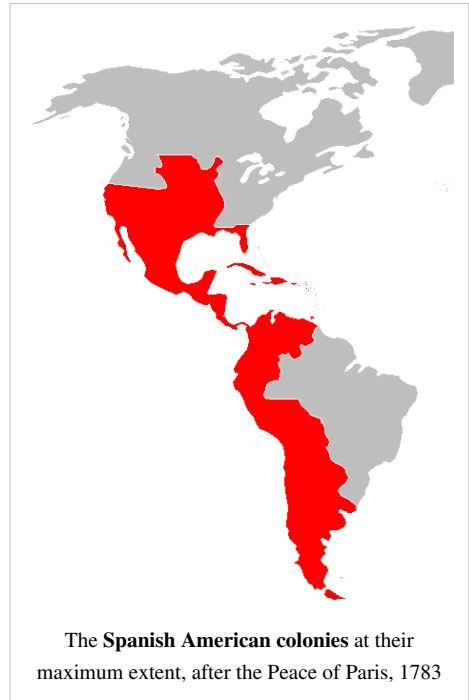 The Spanish American colonies at their
maximum extent, after the Peace of Paris, 1783